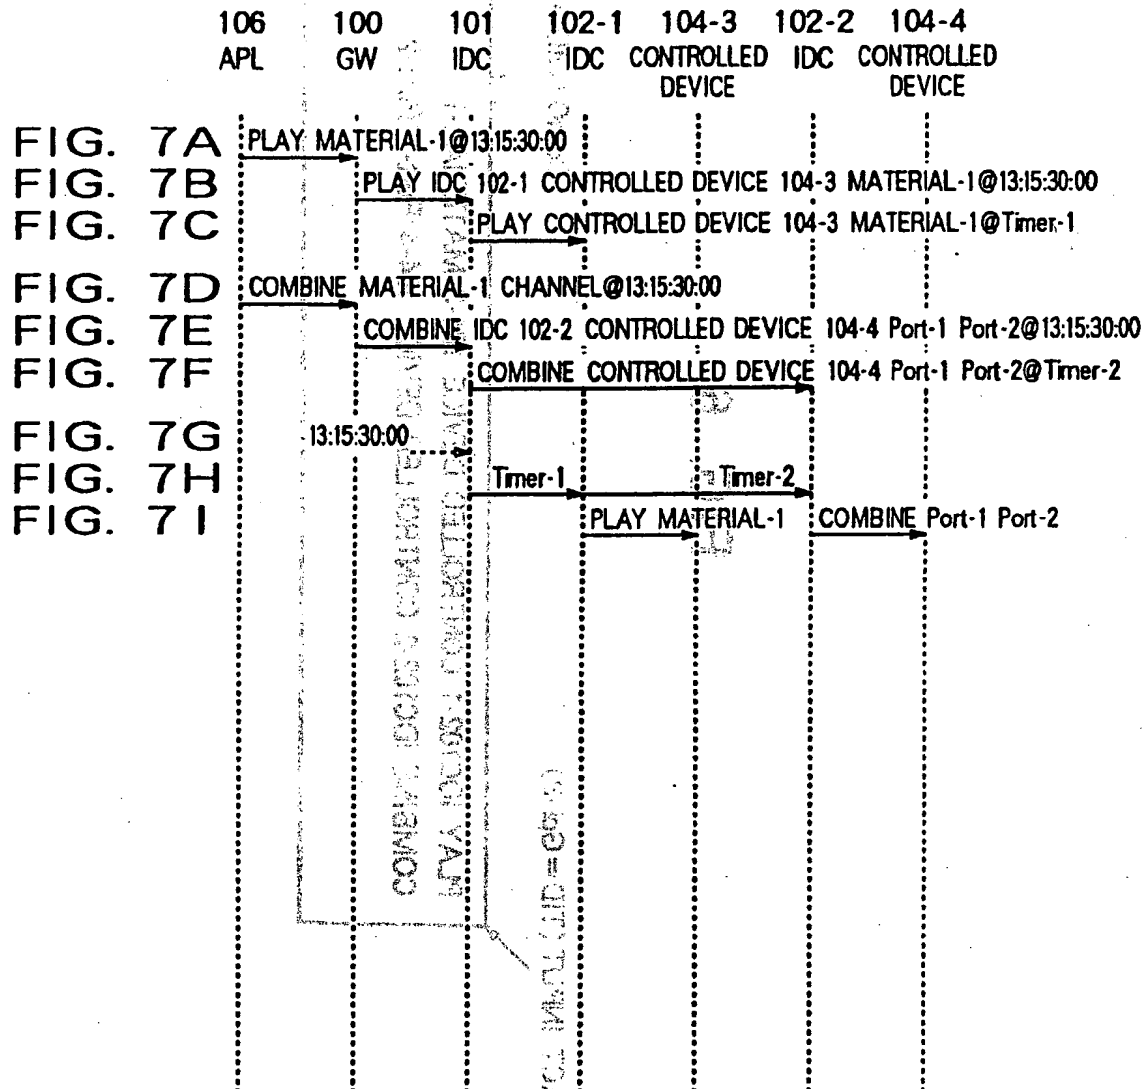 106 100 101 102-1 104-3 102-2 104-4
APL GW IDC IDC CONTROLLED DEVICE IDC CONTROLLED DEVICE
FIG. 7A PLAY MATERIAL-1@13:15:30:00
FIG. 7B PLAY IDC 102-1 CONTROLLED DEVICE 104-3 MATERIAL-1@13:15:30:00
FIG. 7C PLAY CONTROLLED DEVICE 104-3 MATERIAL-1@Timer-1
FIG. 7D COMBINE MATERIAL-1 CHANNEL@13:15:30:00
FIG. 7E COMBINE IDC 102-2 CONTROLLED DEVICE 104-4 Port-1 Port-2@13:15:30:00
FIG. 7F COMBINE CONTROLLED DEVICE 104-4 Port-1 Port-2@Timer-2
FIG. 7G 13:15:30:00
FIG. 7H Timer-1 Timer-2
FIG. 7I PLAY MATERIAL-1 COMBINE Port-1 Port-2